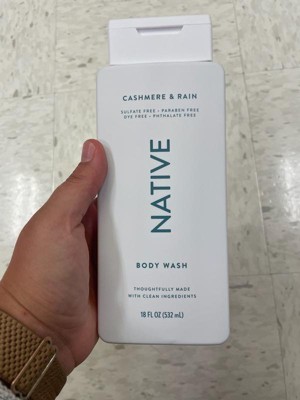 CASHMERE & RAIN
SULFATE FREE • PARABEN FREE
DYE FREE • PHTHALATE FREE
NATIVE
BODY WASH
THOUGHTFULLY MADE
WITH CLEAN INGREDIENTS
18 FL OZ (532 mL)